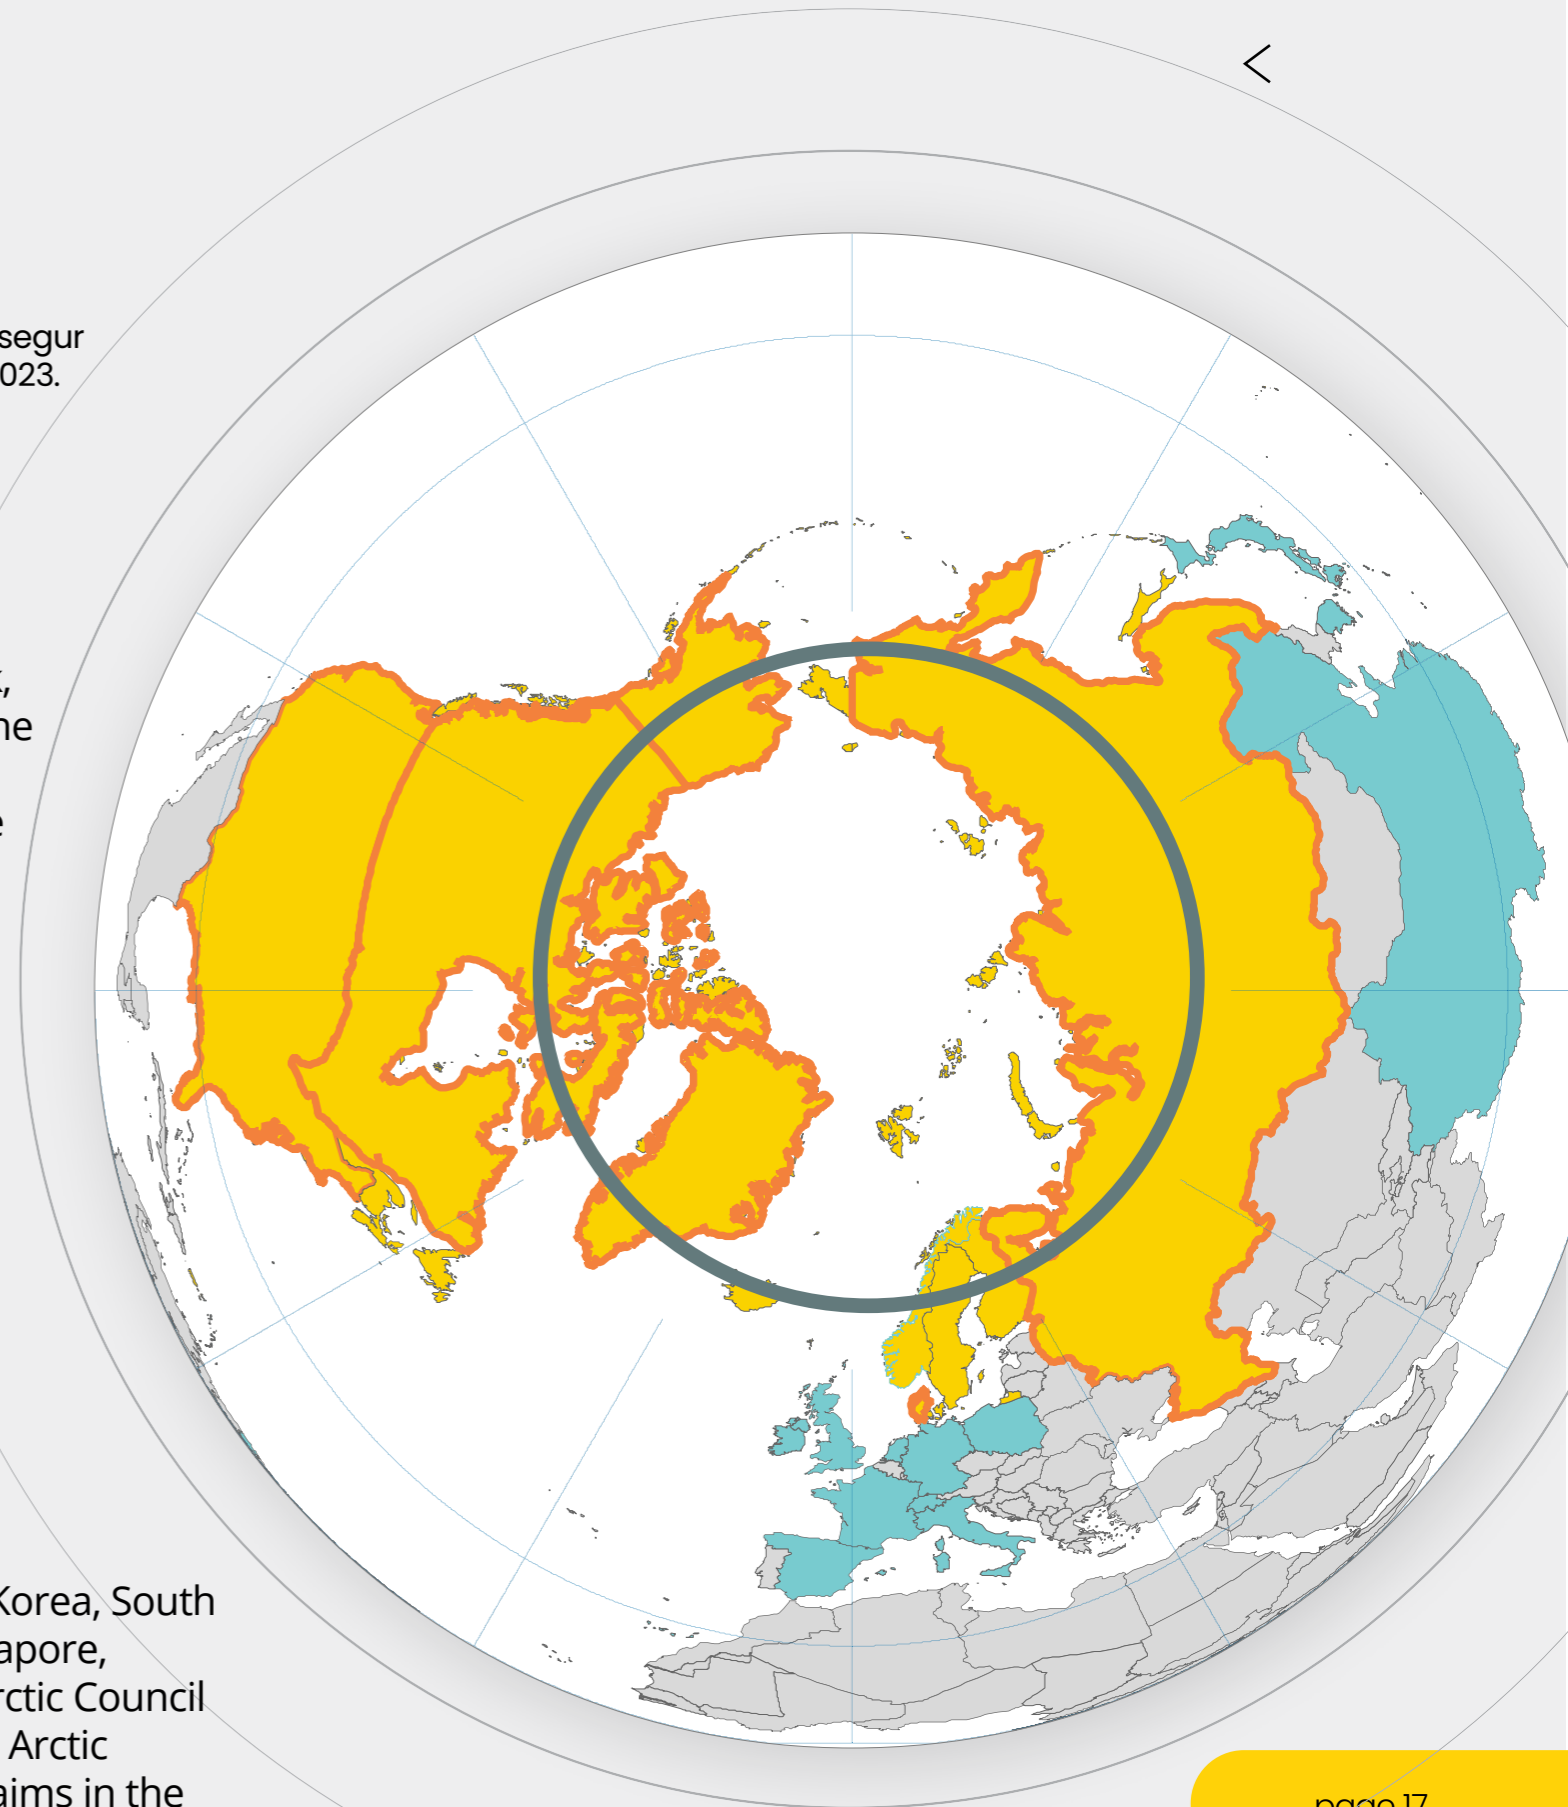 segur
023.
Korea, South
apore,
rctic Council
Arctic
aims in the
page 17